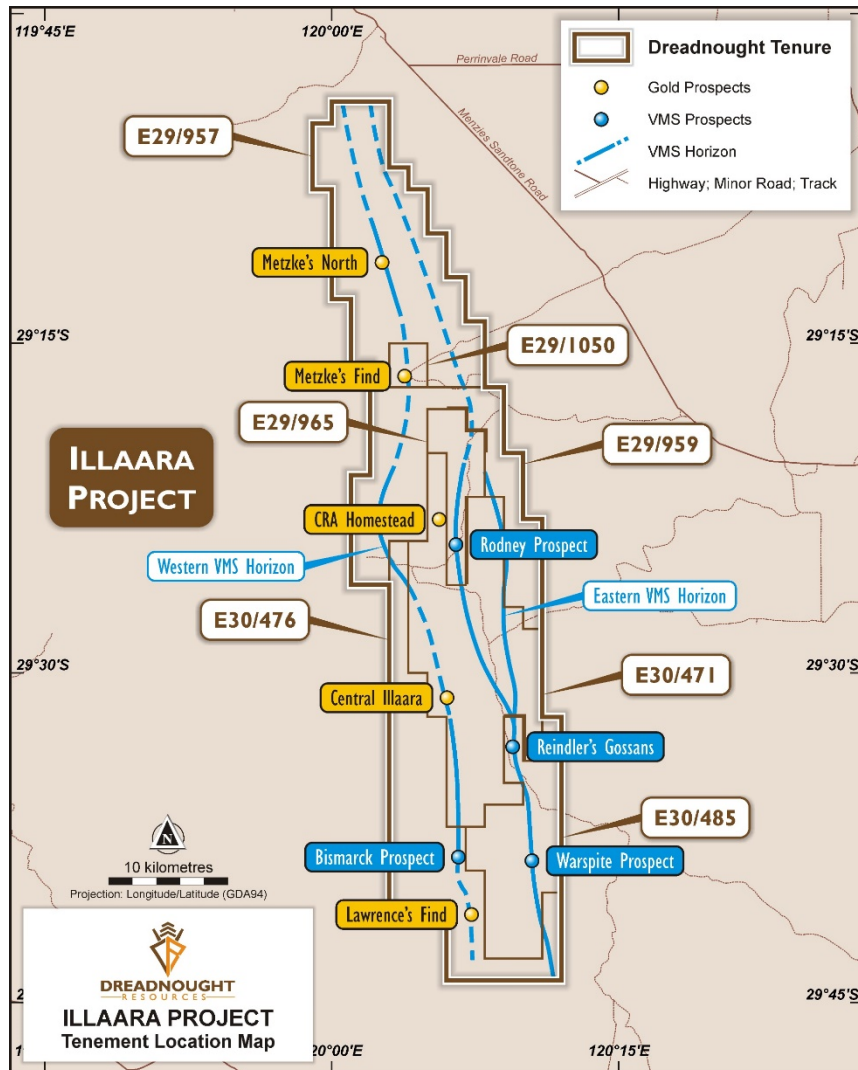 119°45'E
120°00'E
Dreadnought Tenure
Gold Prospects
VMS Prospects
VMS Horizon
Highway; Minor Road; Track
Perrinvale Road
Menzies Sandstone Road
E29/957
Metzke's North
29°15'S
29°15'S
E29/1050
Metzke's Find
E29/965
E29/959
ILLAARA
PROJECT
CRA Homestead
Rodney Prospect
Western VMS Horizon
Eastern VMS Horizon
E30/476
29°30'S
29°30'S
E30/471
Central Illaara
Reindler's Gossans
E30/485
N
10 kilometres
Projection: Longitude/Latitude (GDA94)
Bismarck Prospect
Warspite Prospect
Lawrence's Find
DREADNOUGHT
RESOURCES
ILLAARA PROJECT
Tenement Location Map
29°45'S
120°00'E
120°15'E